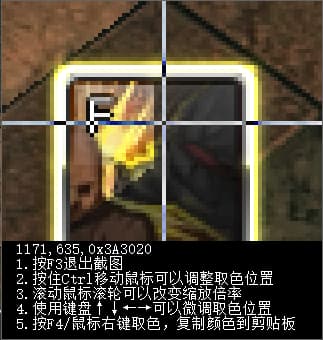 1171,635,0x3A3020
1.按F3退出截图
2.按住Ctrl移动鼠标可以调整取色位置
3.滚动鼠标滚轮可以改变缩放倍率
4.使用键盘↑↓←→可以微调取色位置
5.按F4/鼠标右键取色，复制颜色到剪贴板